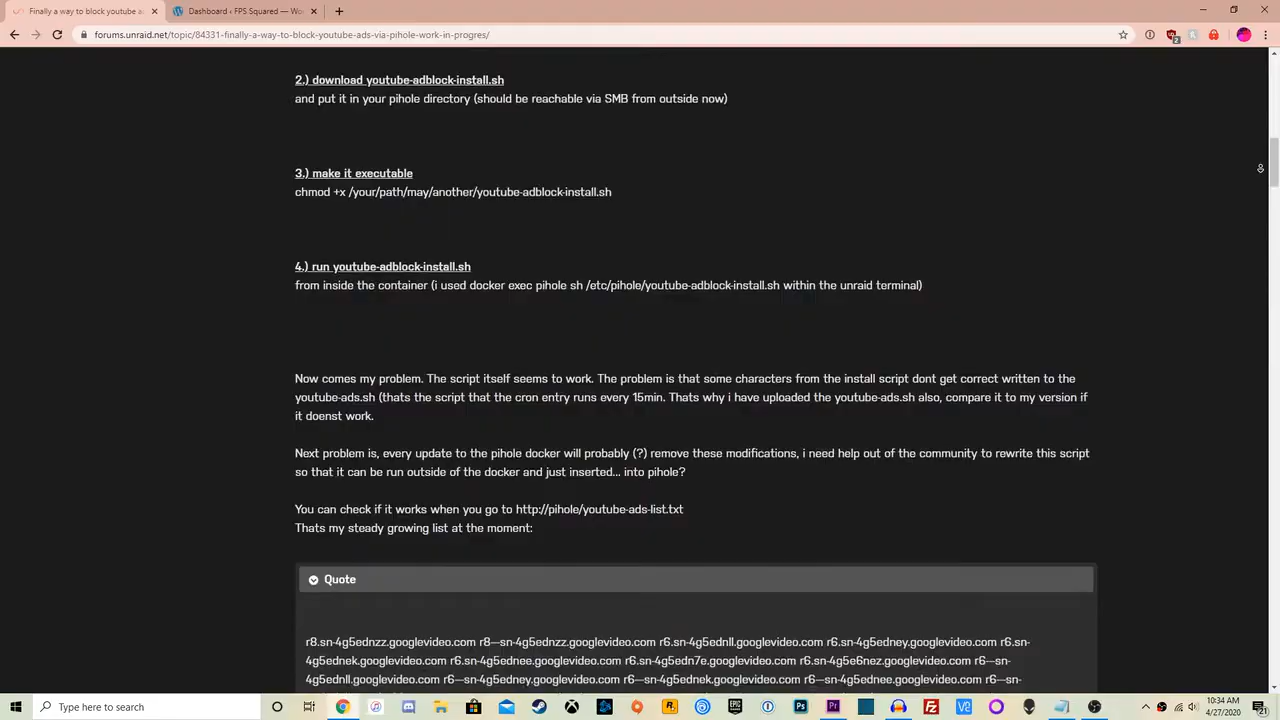 Finally a way to block youtube a
Dashboard ‹ FPS Squared — Wo
forums.unraid.net/topic/84331-finally-a-way-to-block-youtube-ads-via-pihole-work-in-progres/
2.) download youtube-adblock-install.sh
and put it in your pihole directory (should be reachable via SMB from outside now)
3.) make it executable
chmod +x /your/path/may/another/youtube-adblock-install.sh
4.) run youtube-adblock-install.sh
from inside the container (i used docker exec pihole sh /etc/pihole/youtube-adblock-install.sh within the unraid terminal)
Now comes my problem. The script itself seems to work. The problem is that some characters from the install script dont get correct written to the
youtube-ads.sh (thats the script that the cron entry runs every 15min. Thats why i have uploaded the youtube-ads.sh also, compare it to my version if
it doenst work.
Next problem is, every update to the pihole docker will probably (?) remove these modifications, i need help out of the community to rewrite this script
so that it can be run outside of the docker and just inserted... into pihole?
You can check if it works when you go to http://pihole/youtube-ads-list.txt
Thats my steady growing list at the moment:
Quote
r8.sn-4g5ednzz.googlevideo.com r8---sn-4g5ednzz.googlevideo.com r6.sn-4g5ednll.googlevideo.com r6.sn-4g5edney.googlevideo.com r6.sn-
4g5ednek.googlevideo.com r6.sn-4g5ednee.googlevideo.com r6.sn-4g5edn7e.googlevideo.com r6.sn-4g5e6nez.googlevideo.com r6---sn-
4g5ednll.googlevideo.com r6---sn-4g5edney.googlevideo.com r6---sn-4g5ednek.googlevideo.com r6---sn-4g5ednee.googlevideo.com r6---sn-
Type here to search
10:34 AM
4/27/2020